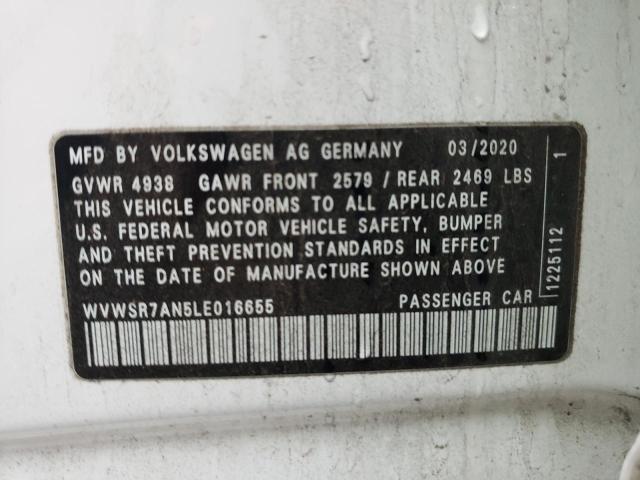 MFD BY VOLKSWAGEN AG GERMANY 03/2020
GVWR 4938 GAWR FRONT 2579 / REAR 2469 LBS
THIS VEHICLE CONFORMS TO ALL APPLICABLE
U.S. FEDERAL MOTOR VEHICLE SAFETY, BUMPER
AND THEFT PREVENTION STANDARDS IN EFFECT
ON THE DATE OF MANUFACTURE SHOWN ABOVE
WVWSR7AN5LE016655 PASSENGER CAR
1225112 1